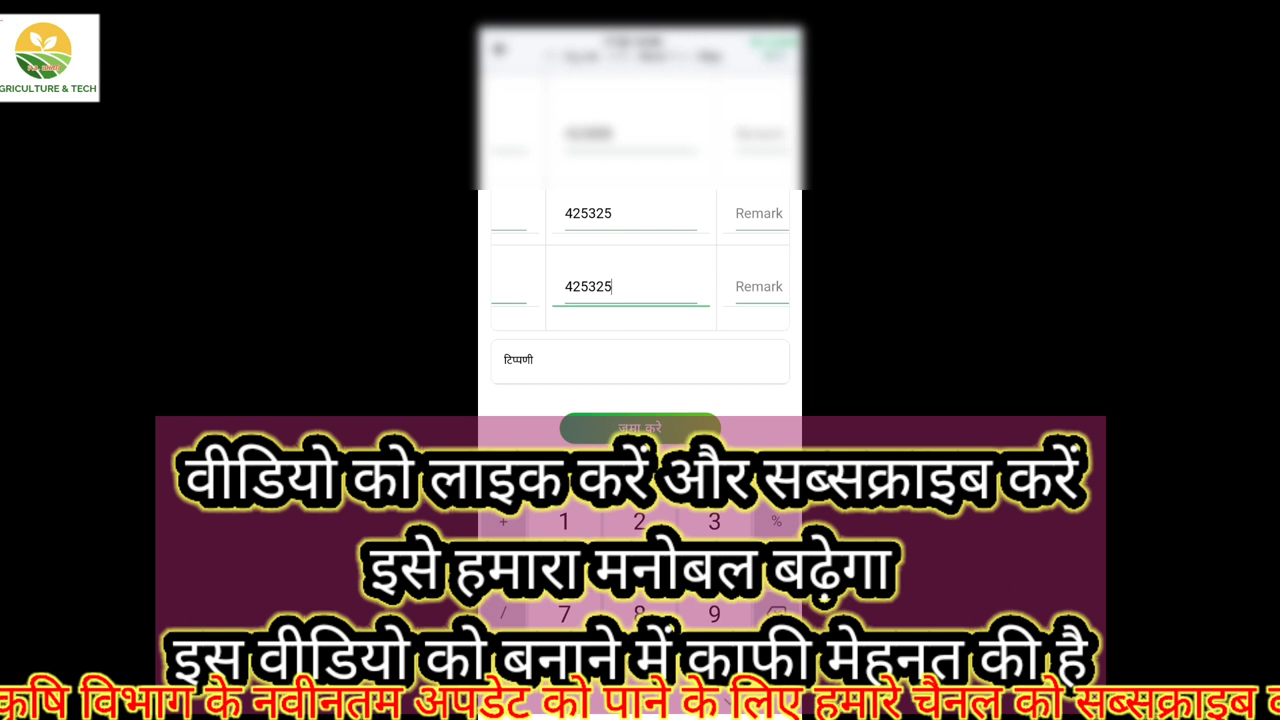 GRICULTURE & TECH
425325 Remark
425325 Remark
टिप्पणी
जमा करे
वीडियो को लाइक करें और सब्सक्राइब करें
+ 1 2 3 %
इसे हमारा मनोबल बढ़ेगा
/ 7 8 9
इस वीडियो को बनाने में काफी मेहनत की है
कृषि विभाग के नवीनतम अपडेट को पाने के लिए हमारे चैनल को सब्सक्राइब